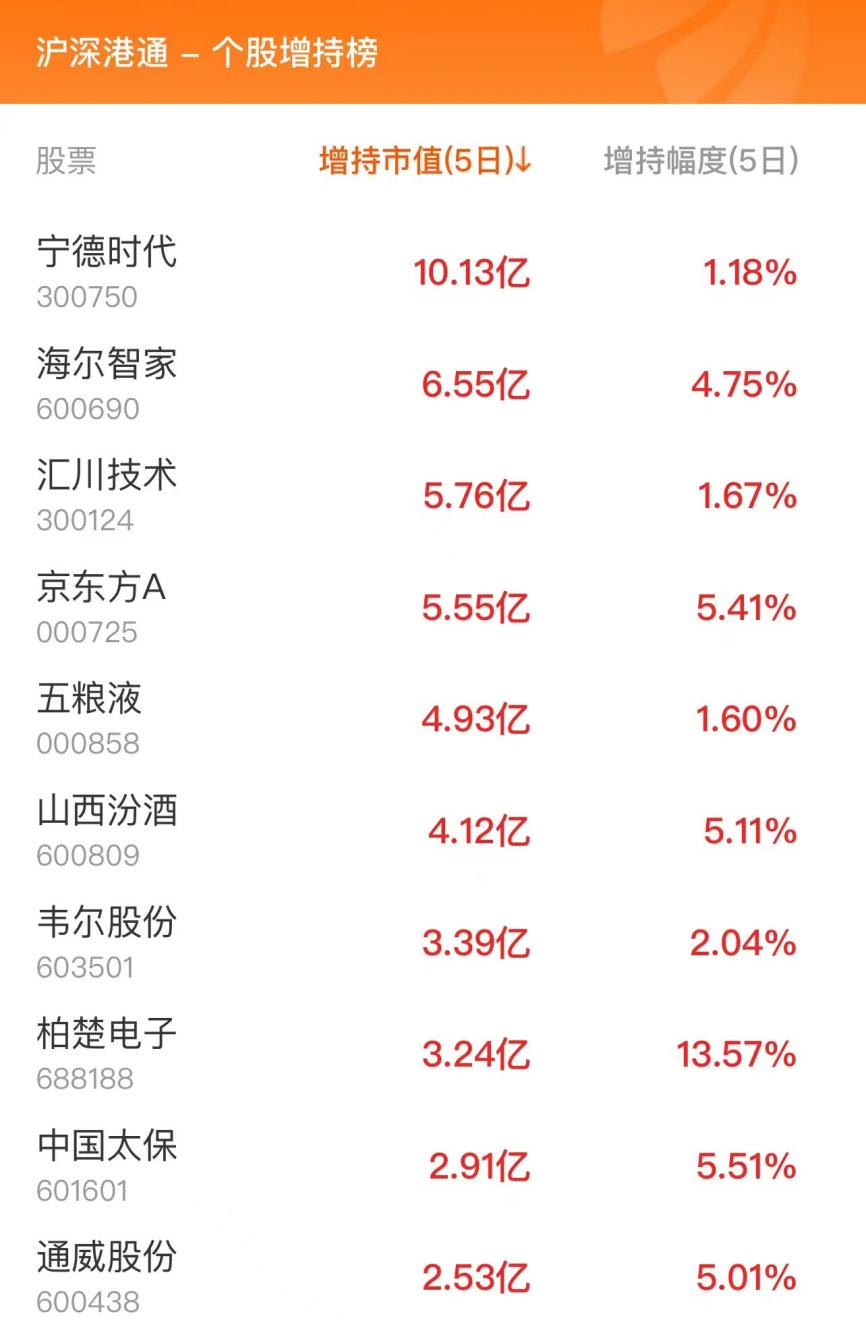 沪深港通 – 个股增持榜
股票 增持市值(5日)↓ 增持幅度(5日)
宁德时代
300750
10.13亿 1.18%
海尔智家
600690
6.55亿 4.75%
汇川技术
300124
5.76亿 1.67%
京东方A
000725
5.55亿 5.41%
五粮液
000858
4.93亿 1.60%
山西汾酒
600809
4.12亿 5.11%
韦尔股份
603501
3.39亿 2.04%
柏楚电子
688188
3.24亿 13.57%
中国太保
601601
2.91亿 5.51%
通威股份
600438
2.53亿 5.01%